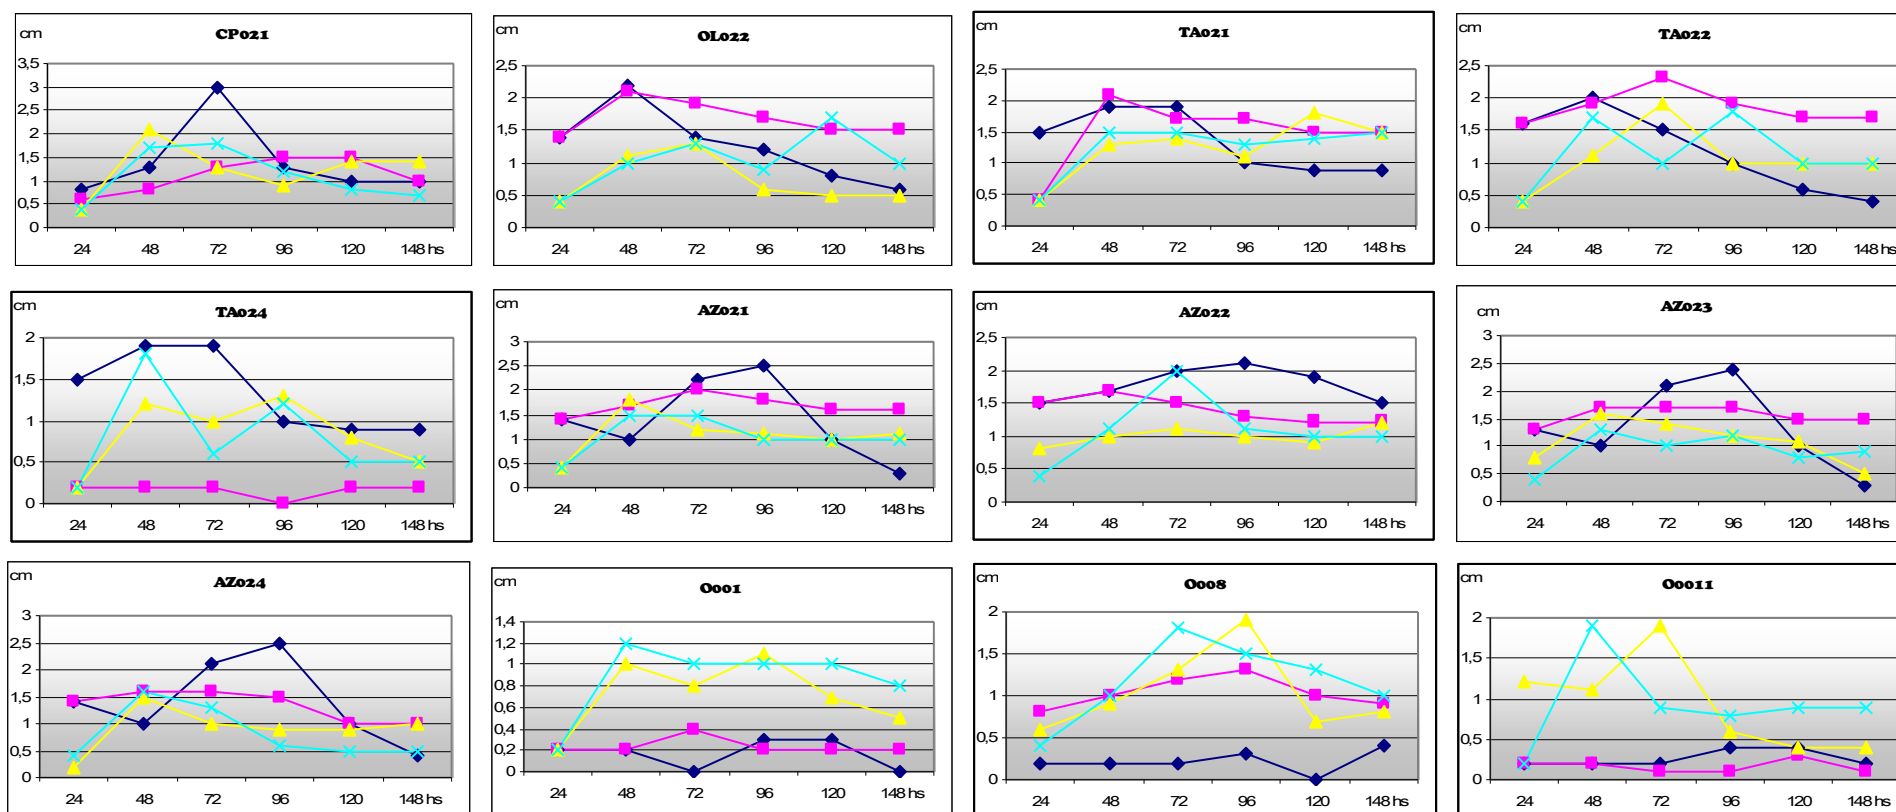 cm
CP021
3,5
3
2,5
2
1,5
1
0,5
0
24 48 72 96 120 148 hs
cm
OL022
2,5
2
1,5
1
0,5
0
24 48 72 96 120 148 hs
cm
TA021
2,5
2
1,5
1
0,5
0
24 48 72 96 120 148 hs
cm
TA022
2,5
2
1,5
1
0,5
0
24 48 72 96 120 148 hs
cm
TA024
2
1,5
1
0,5
0
24 48 72 96 120 148 hs
cm
AZ021
3
2,5
2
1,5
1
0,5
0
24 48 72 96 120 148 hs
cm
AZ022
2,5
2
1,5
1
0,5
0
24 48 72 96 120 148 hs
cm
AZ023
3
2,5
2
1,5
1
0,5
0
24 48 72 96 120 148 hs
cm
AZ024
3
2,5
2
1,5
1
0,5
0
24 48 72 96 120 148 hs
cm
O001
1,4
1,2
1
0,8
0,6
0,4
0,2
0
24 48 72 96 120 148 hs
cm
O008
2
1,5
1
0,5
0
24 48 72 96 120 148 hs
cm
O0011
2
1,5
1
0,5
0
24 48 72 96 120 148 hs